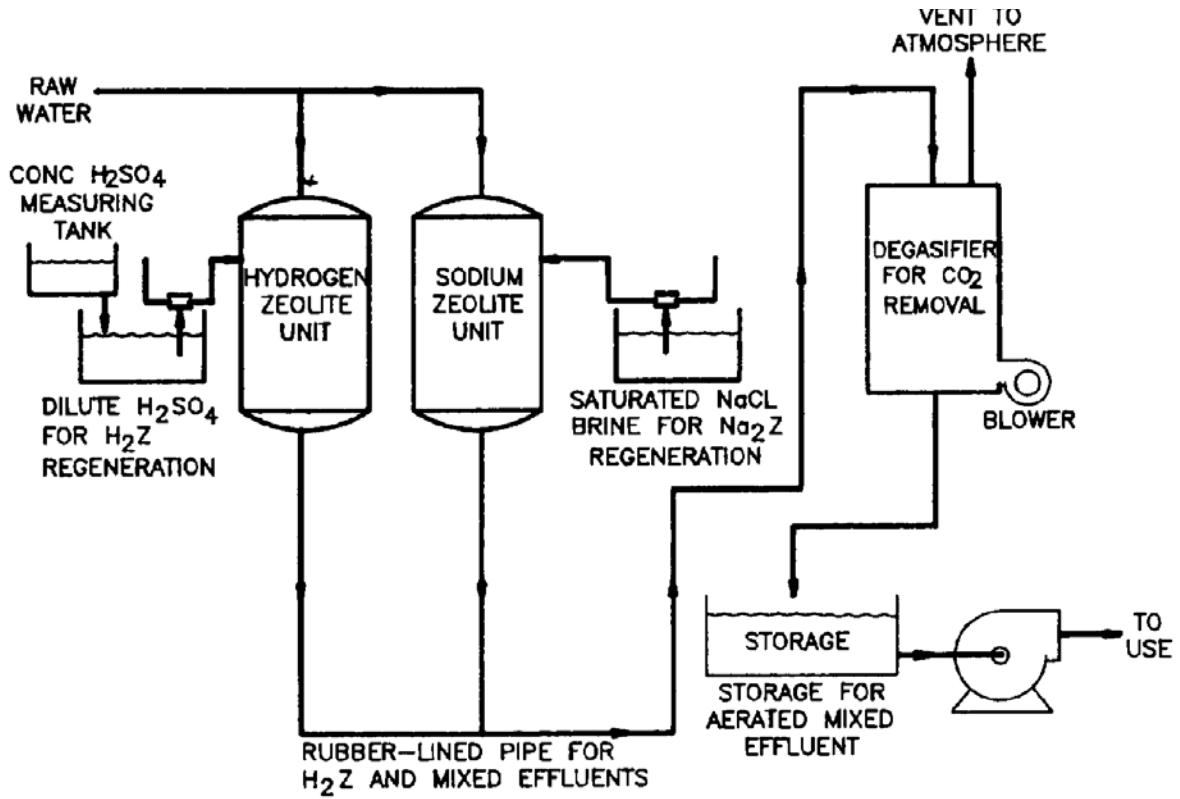 VENT TO
ATMOSPHERE
RAW
WATER
CONC H2SO4
MEASURING
TANK
HYDROGEN
ZEOLITE
UNIT
SODIUM
ZEOLITE
UNIT
DEGASIFIER
FOR CO2
REMOVAL
DILUTE H2SO4
FOR H2Z
REGENERATION
SATURATED NaCL
BRINE FOR Na2Z
REGENERATION
BLOWER
STORAGE
TO
USE
STORAGE FOR
AERATED MIXED
EFFLUENT
RUBBER-LINED PIPE FOR
H2Z AND MIXED EFFLUENTS